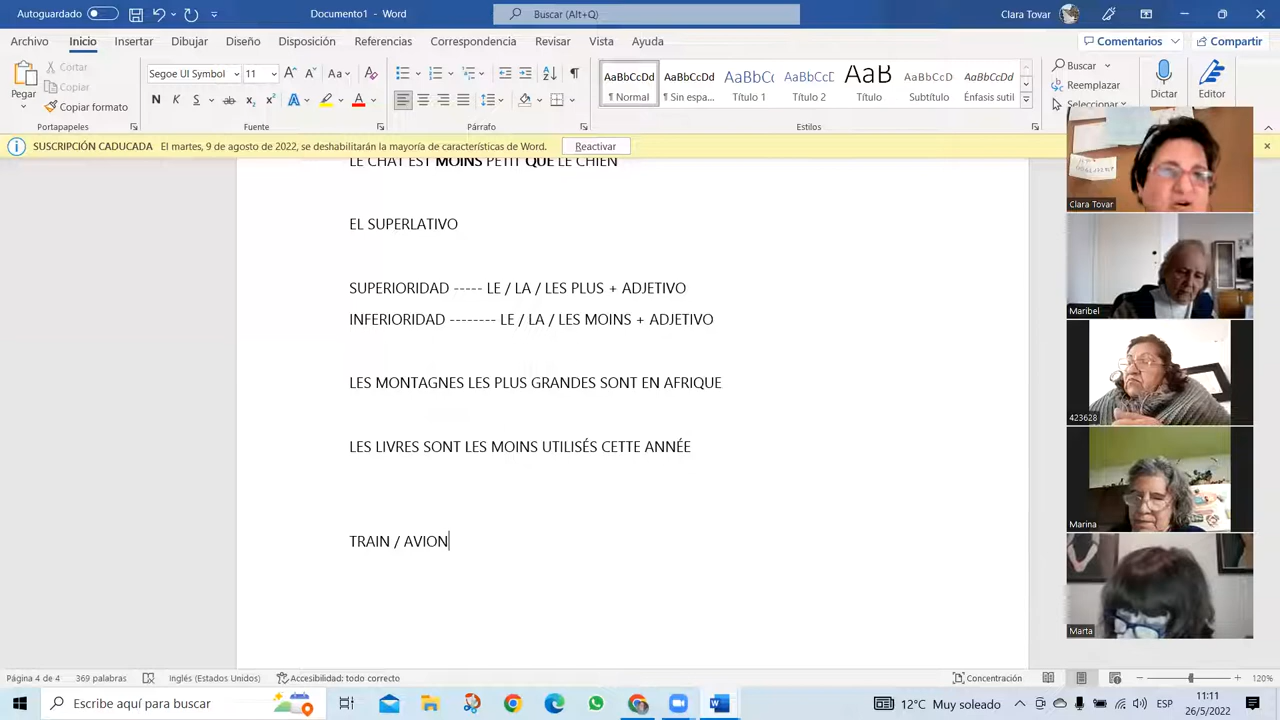 Autoguardado
Buscar (Alt+Q)
Clara Tovar
Archivo Inicio Insertar Dibujar Diseño Disposición Referencias Correspondencia Revisar Vista Ayuda
Comentarios Compartir
Pegar
Cortar
Copiar
Copiar formato
Portapapeles
Segoe UI Symbol 11
N K S ab x₂ x²
Fuente
Párrafo
AaBbCcDd AaBbCcDd AaBbCc AaBbCcD AaB AaBbCcD AaBbCcDd
¶ Normal ¶ Sin espa... Título 1 Título 2 Título Subtítulo Énfasis sutil
Estilos
Buscar
Reemplazar
Seleccionar
Dictar
Editor
SUSCRIPCIÓN CADUCADA El martes, 9 de agosto de 2022, se deshabilitarán la mayoría de características de Word. Reactivar
LE CHAT EST MOINS PETIT QUE LE CHIEN
EL SUPERLATIVO
SUPERIORIDAD ----- LE / LA / LES PLUS + ADJETIVO
INFERIORIDAD -------- LE / LA / LES MOINS + ADJETIVO
LES MONTAGNES LES PLUS GRANDES SONT EN AFRIQUE
LES LIVRES SONT LES MOINS UTILISÉS CETTE ANNÉE
TRAIN / AVION
Clara Tovar
Maribel
423628
Marina
Marta
Página 4 de 4 369 palabras Inglés (Estados Unidos) Accesibilidad: todo correcto
Concentración 120%
Escribe aquí para buscar
12°C Muy soleado
ESP
11:11
26/5/2022